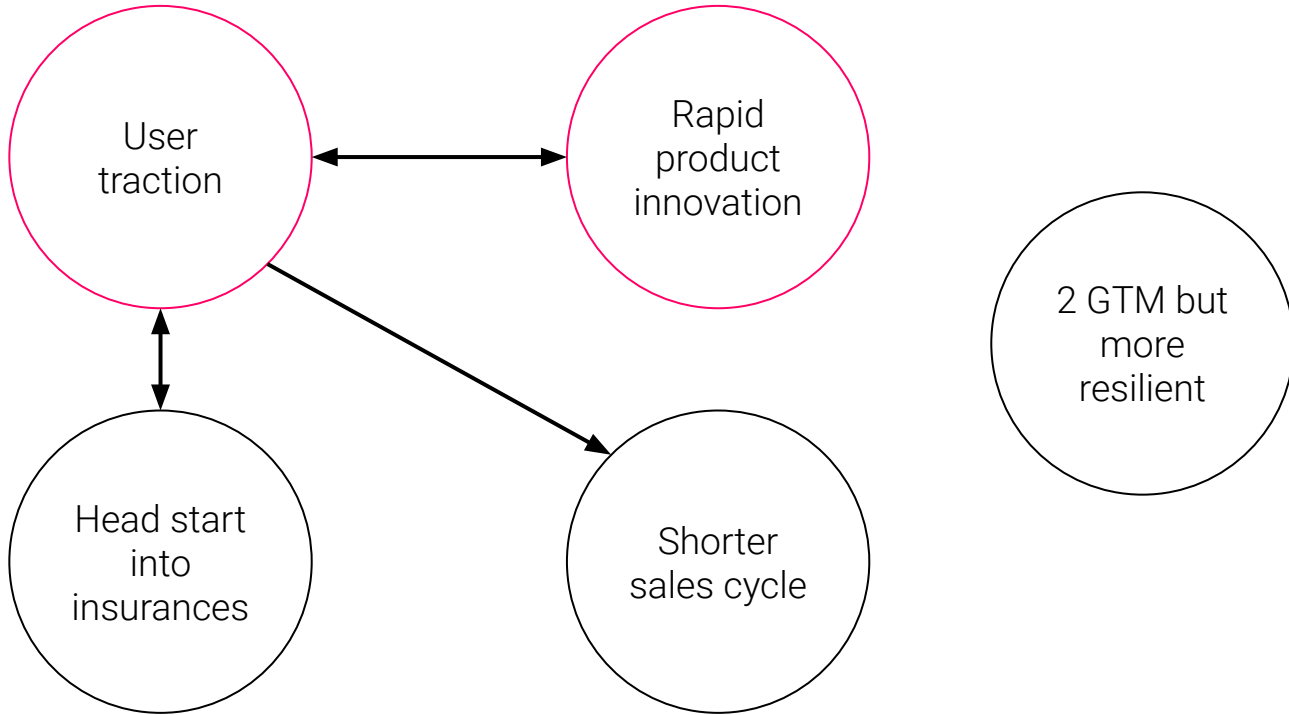 User
traction
Rapid
product
innovation
2 GTM but
more
resilient
Head start
into
insurances
Shorter
sales cycle